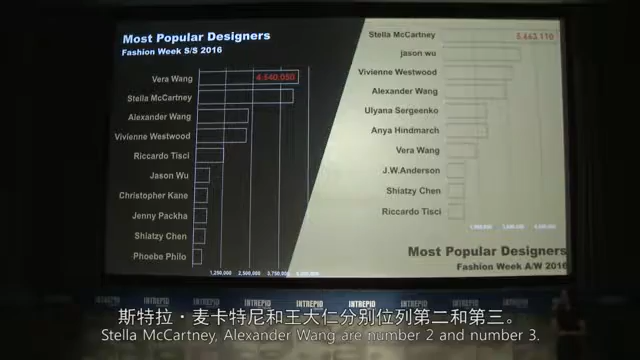 Most Popular Designers
Fashion Week S/S 2016
Vera Wang
4,640,050
Stella McCartney
Alexander Wang
Vivienne Westwood
Riccardo Tisci
Jason Wu
Christopher Kane
Jenny Packha
Shiatzy Chen
Phoebe Philo
1,250,000 2,500,000 3,750,000
Stella McCartney
5,663,110
jason wu
Vivienne Westwood
Alexander Wang
Ulyana Sergeenko
Anya Hindmarch
Vera Wang
J.W.Anderson
Shiatzy Chen
Riccardo Tisci
Most Popular Designers
Fashion Week A/W 2016
INTREPID INTREPID INTREPID INTREPID
斯特拉·麦卡特尼和王大仁分别位列第二和第三。
Stella McCartney, Alexander Wang are number 2 and number 3.